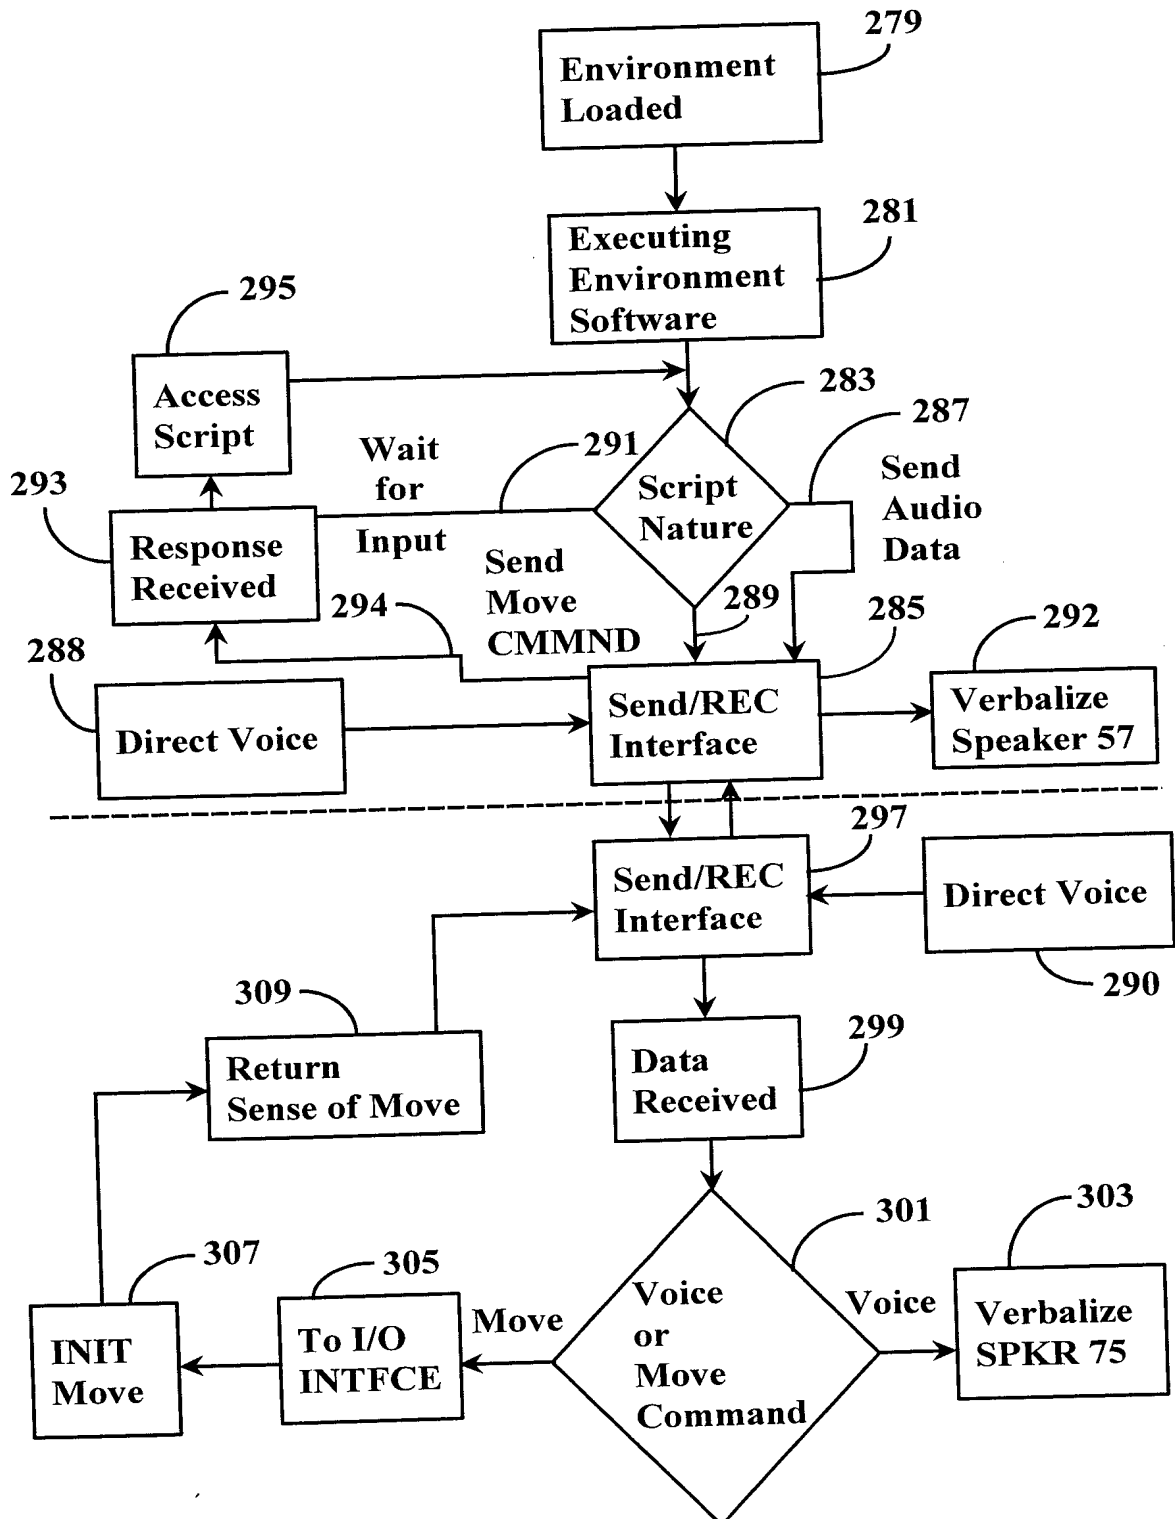 279
Environment
Loaded
281
Executing
Environment
Software
295
Access
Script
283
287
291
Wait
for
Input
Send
Audio
Data
Script
Nature
293
Response
Received
Send
Move
CMMND
294
289
285
292
288
Direct Voice
Send/REC
Interface
Verbalize
Speaker 57
297
Send/REC
Interface
Direct Voice
290
309
Return
Sense of Move
299
Data
Received
301
303
307
305
INIT
Move
To I/O
INTFCE
Move
Voice
or
Move
Command
Voice
Verbalize
SPKR 75